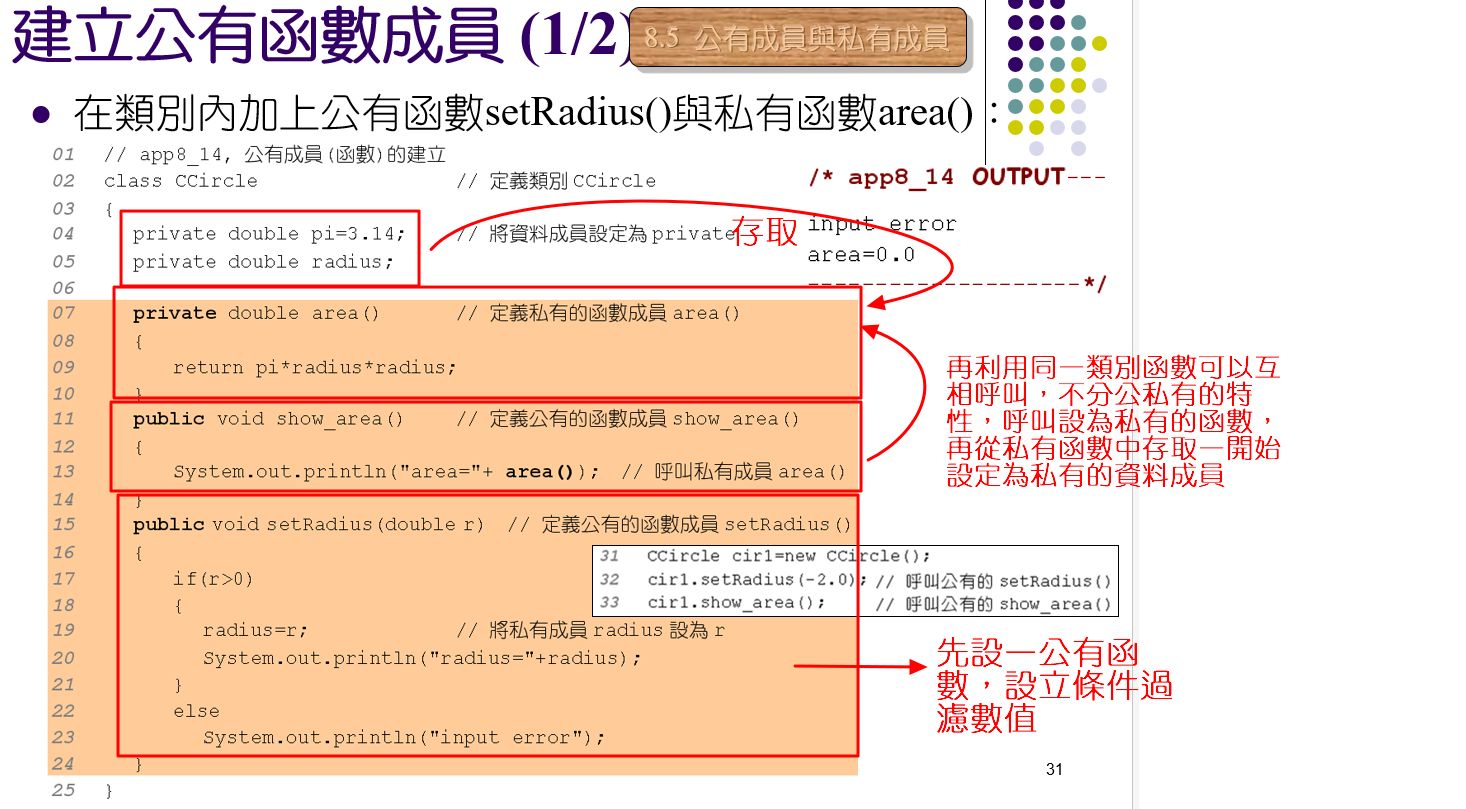 建立公有函數成員 (1/2)
8.5 公有成員與私有成員
● 在類別內加上公有函數setRadius()與私有函數area()：
01 // app8_14, 公有成員(函數)的建立
02 class CCircle // 定義類別 CCircle
03 {
04 private double pi=3.14; // 將資料成員設定為 private
05 private double radius;
06
07 private double area() // 定義私有的函數成員 area()
08 {
09 return pi*radius*radius;
10 }
11 public void show_area() // 定義公有的函數成員 show_area()
12 {
13 System.out.println("area="+ area()); // 呼叫私有成員 area()
14 }
15 public void setRadius(double r) // 定義公有的函數成員 setRadius()
16 {
17 if(r>0)
18 {
19 radius=r; // 將私有成員 radius 設為 r
20 System.out.println("radius="+radius);
21 }
22 else
23 System.out.println("input error");
24 }
25 }
/* app8_14 OUTPUT---
input error
area=0.0
--------------------*/
存取
再利用同一類別函數可以互
相呼叫，不分公私有的特
性，呼叫設為私有的函數，
再從私有函數中存取一開始
設定為私有的資料成員
31 CCircle cir1=new CCircle();
32 cir1.setRadius(-2.0); // 呼叫公有的 setRadius()
33 cir1.show_area(); // 呼叫公有的 show_area()
先設一公有函
數，設立條件過
濾數值
31